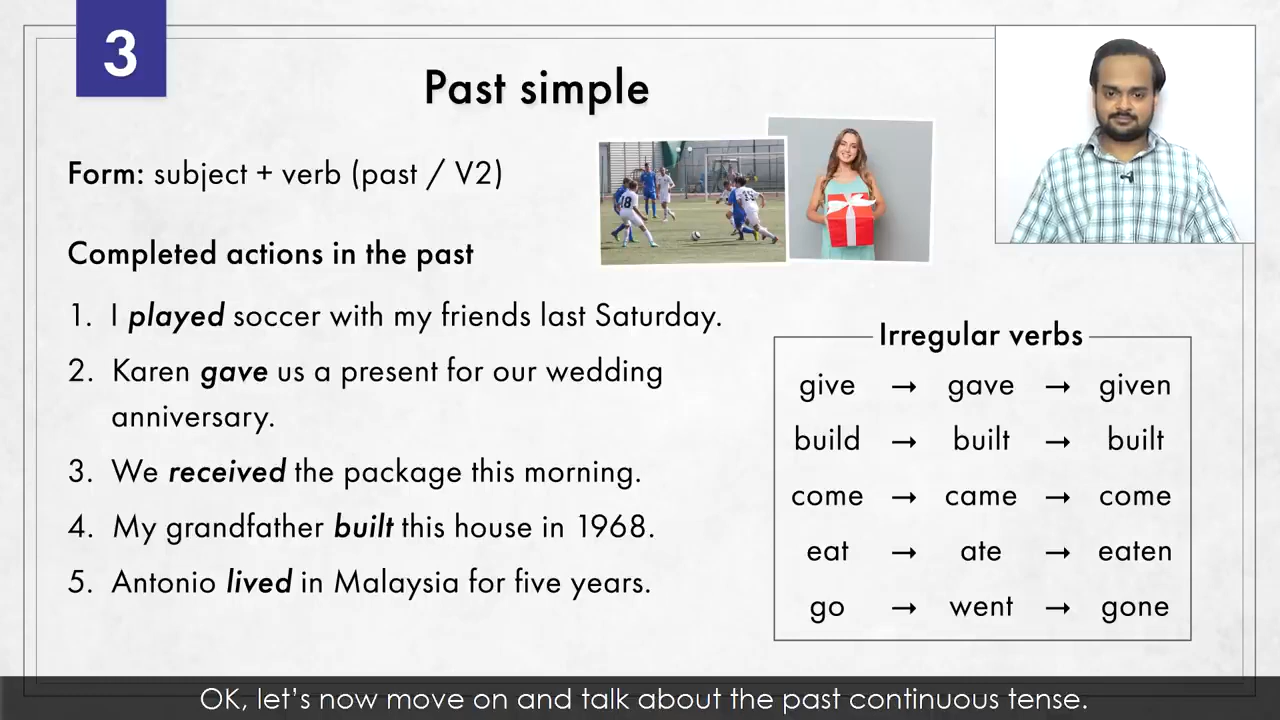 3
Past simple
Form: subject + verb (past / V2)
Completed actions in the past
1. I played soccer with my friends last Saturday.
2. Karen gave us a present for our wedding
anniversary.
3. We received the package this morning.
4. My grandfather built this house in 1968.
5. Antonio lived in Malaysia for five years.
Irregular verbs
give → gave → given
build → built → built
come → came → come
eat → ate → eaten
go → went → gone
OK, let's now move on and talk about the past continuous tense.